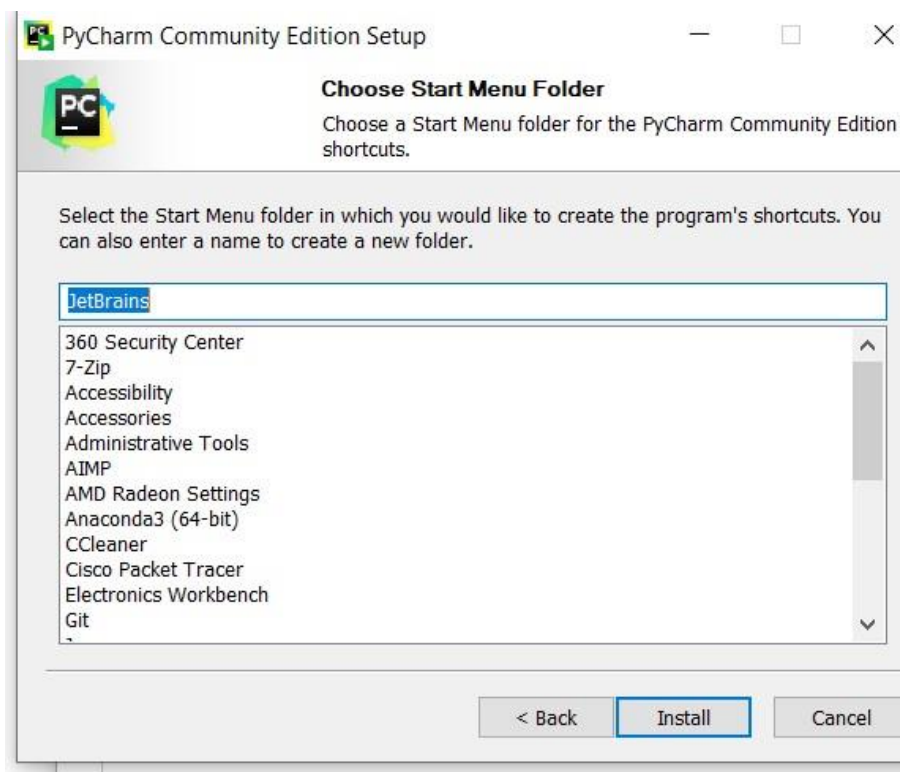 PyCharm Community Edition Setup
PC
Choose Start Menu Folder
Choose a Start Menu folder for the PyCharm Community Edition
shortcuts.
Select the Start Menu folder in which you would like to create the program's shortcuts. You
can also enter a name to create a new folder.
JetBrains
360 Security Center
7-Zip
Accessibility
Accessories
Administrative Tools
AIMP
AMD Radeon Settings
Anaconda3 (64-bit)
CCleaner
Cisco Packet Tracer
Electronics Workbench
Git
< Back Install Cancel